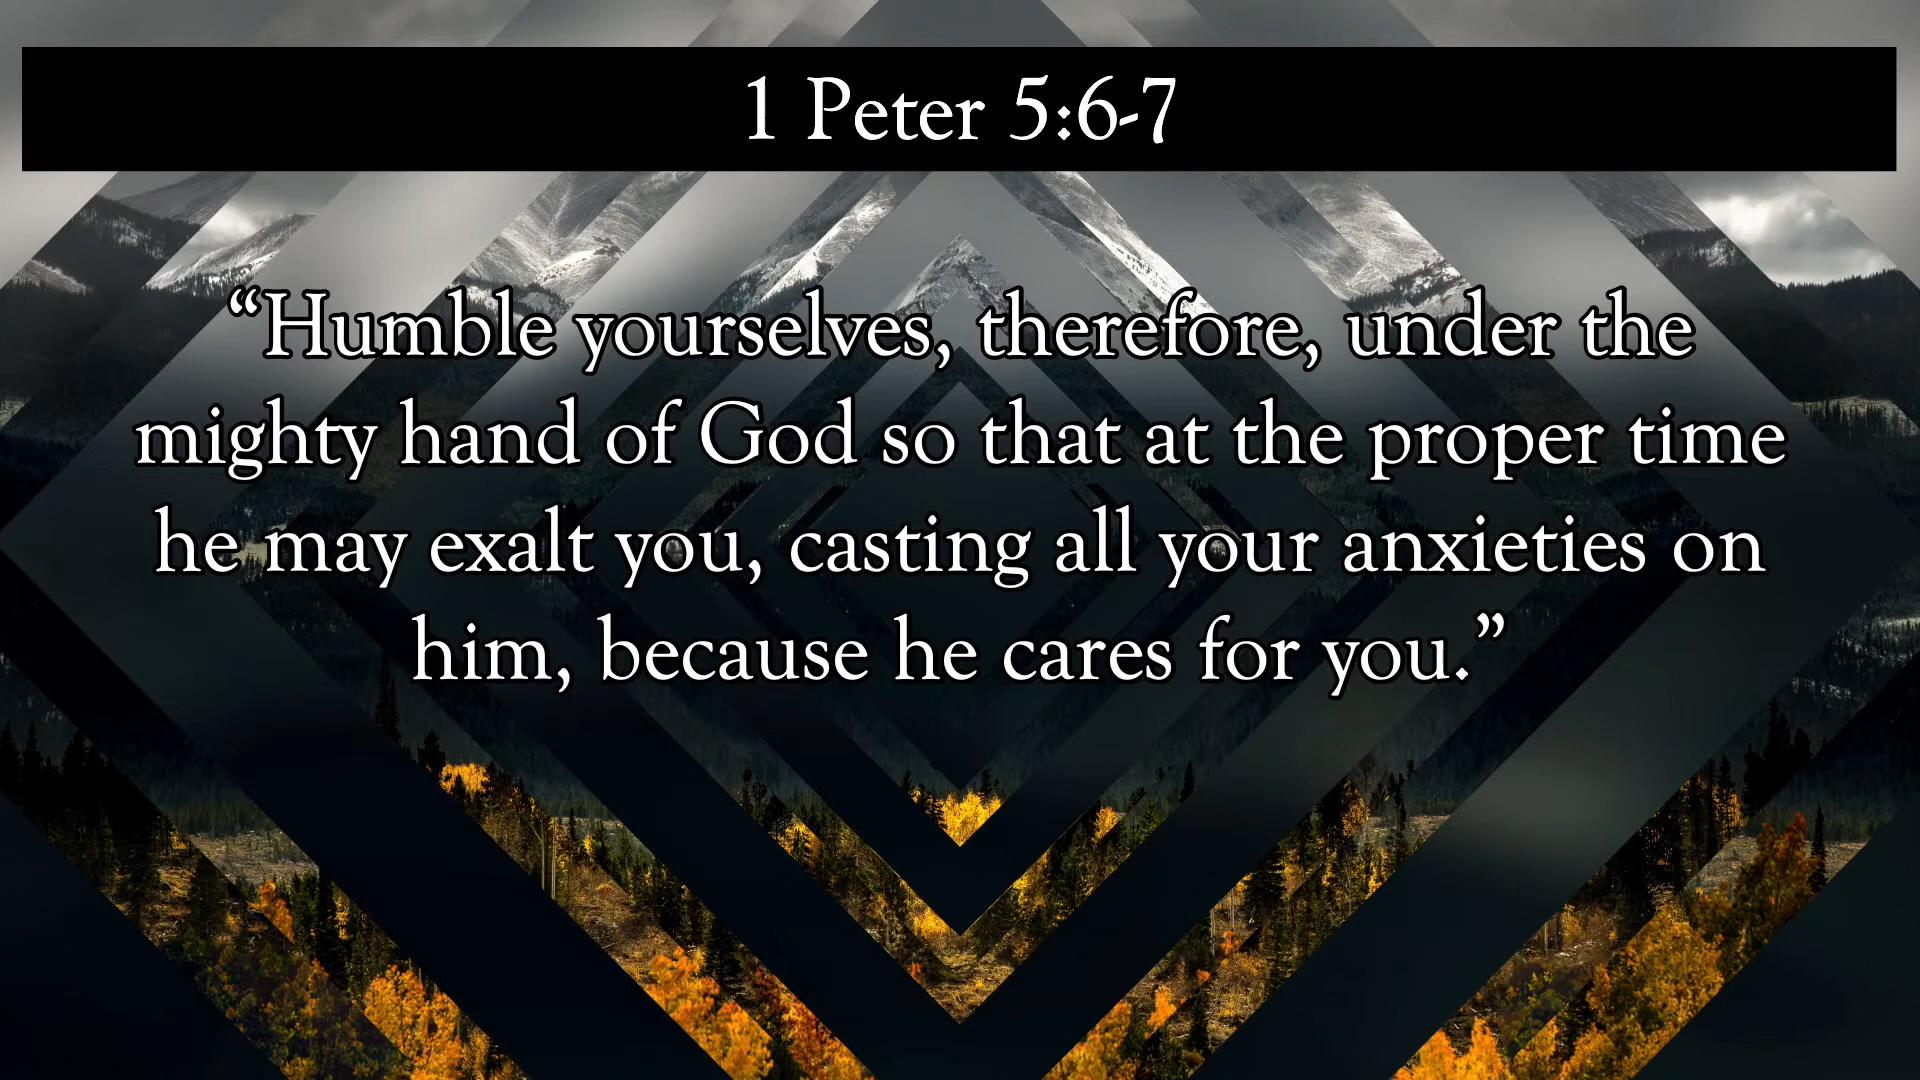 1 Peter 5:6-7
“Humble yourselves, therefore, under the
mighty hand of God so that at the proper time
he may exalt you, casting all your anxieties on
him, because he cares for you.”